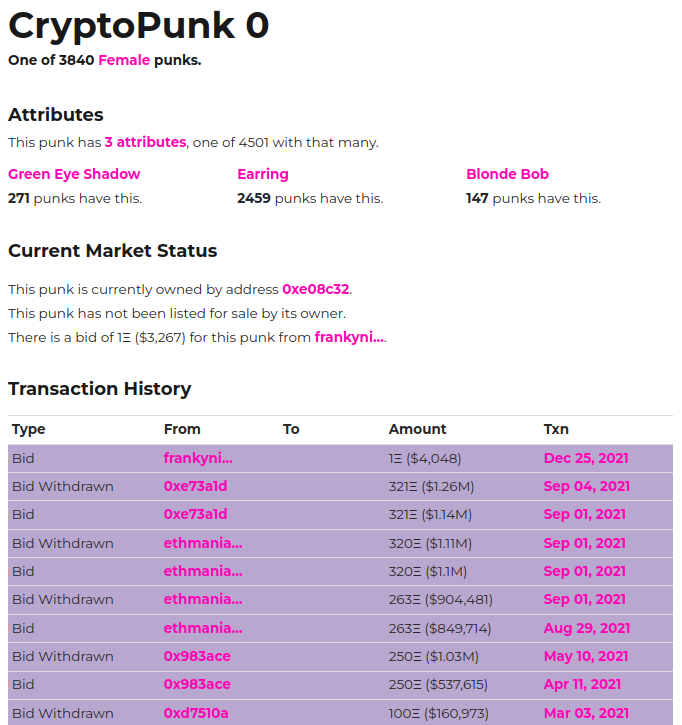 CryptoPunk 0
One of 3840 Female punks.
Attributes
This punk has 3 attributes, one of 4501 with that many.
Green Eye Shadow Earring Blonde Bob
271 punks have this. 2459 punks have this. 147 punks have this.
Current Market Status
This punk is currently owned by address 0xe08c32.
This punk has not been listed for sale by its owner.
There is a bid of 1Ξ ($3,267) for this punk from frankyni....
Transaction History
Type From To Amount Txn
Bid frankyni... 1Ξ ($4,048) Dec 25, 2021
Bid Withdrawn 0xe73a1d 321Ξ ($1.26M) Sep 04, 2021
Bid 0xe73a1d 321Ξ ($1.14M) Sep 01, 2021
Bid Withdrawn ethmania... 320Ξ ($1.11M) Sep 01, 2021
Bid ethmania... 320Ξ ($1.1M) Sep 01, 2021
Bid Withdrawn ethmania... 263Ξ ($904,481) Sep 01, 2021
Bid ethmania... 263Ξ ($849,714) Aug 29, 2021
Bid Withdrawn 0x983ace 250Ξ ($1.03M) May 10, 2021
Bid 0x983ace 250Ξ ($537,615) Apr 11, 2021
Bid Withdrawn 0xd7510a 100Ξ ($160,973) Mar 03, 2021